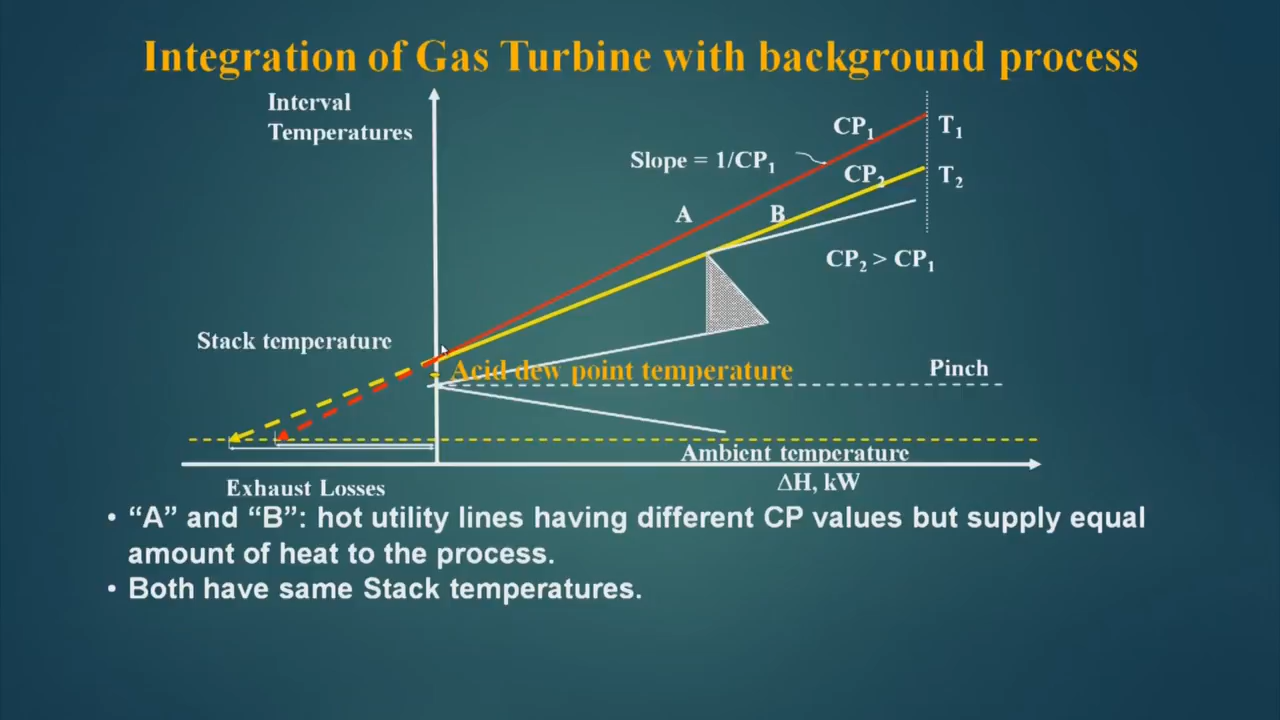 Integration of Gas Turbine with background process
Interval
Temperatures
CP₁
T₁
Slope = 1/CP₁
CP₂
T₂
A
B
CP₂ > CP₁
Stack temperature
Acid dew point temperature
Pinch
Ambient temperature
ΔH, kW
Exhaust Losses
• “A” and “B”: hot utility lines having different CP values but supply equal
amount of heat to the process.
• Both have same Stack temperatures.